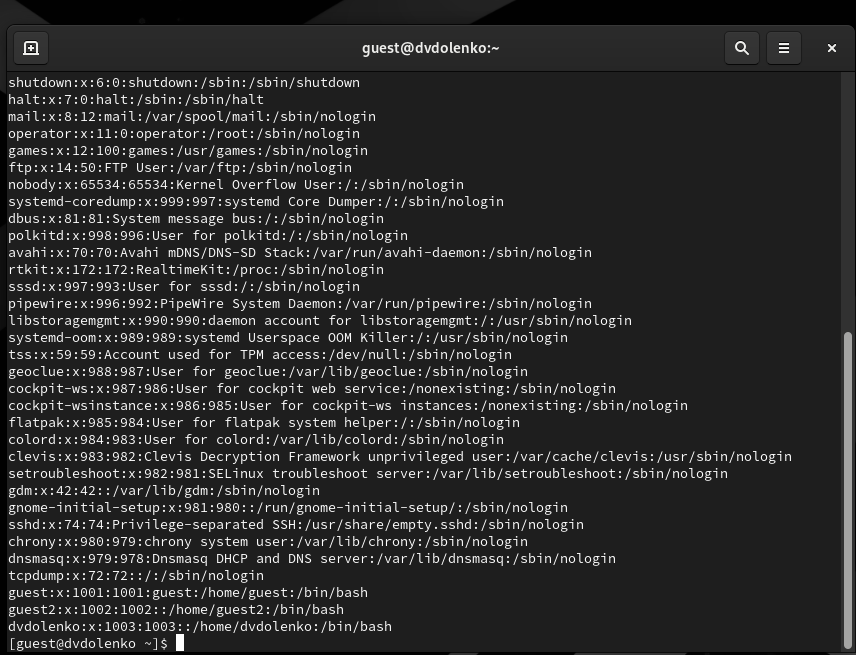 guest@dvdolenko:~
shutdown:x:6:0:shutdown:/sbin:/sbin/shutdown
halt:x:7:0:halt:/sbin:/sbin/halt
mail:x:8:12:mail:/var/spool/mail:/sbin/nologin
operator:x:11:0:operator:/root:/sbin/nologin
games:x:12:100:games:/usr/games:/sbin/nologin
ftp:x:14:50:FTP User:/var/ftp:/sbin/nologin
nobody:x:65534:65534:Kernel Overflow User:/:/sbin/nologin
systemd-coredump:x:999:997:systemd Core Dumper:/:/sbin/nologin
dbus:x:81:81:System message bus:/:/sbin/nologin
polkitd:x:998:996:User for polkitd:/:/sbin/nologin
avahi:x:70:70:Avahi mDNS/DNS-SD Stack:/var/run/avahi-daemon:/sbin/nologin
rtkit:x:172:172:RealtimeKit:/proc:/sbin/nologin
sssd:x:997:993:User for sssd:/:/sbin/nologin
pipewire:x:996:992:PipeWire System Daemon:/var/run/pipewire:/sbin/nologin
libstoragemgmt:x:990:990:daemon account for libstoragemgmt:/:/usr/sbin/nologin
systemd-oom:x:989:989:systemd Userspace OOM Killer:/:/usr/sbin/nologin
tss:x:59:59:Account used for TPM access:/dev/null:/sbin/nologin
geoclue:x:988:987:User for geoclue:/var/lib/geoclue:/sbin/nologin
cockpit-ws:x:987:986:User for cockpit web service:/nonexisting:/sbin/nologin
cockpit-wsinstance:x:986:985:User for cockpit-ws instances:/nonexisting:/sbin/nologin
flatpak:x:985:984:User for flatpak system helper:/:/sbin/nologin
colord:x:984:983:User for colord:/var/lib/colord:/sbin/nologin
clevis:x:983:982:Clevis Decryption Framework unprivileged user:/var/cache/clevis:/usr/sbin/nologin
setroubleshoot:x:982:981:SELinux troubleshoot server:/var/lib/setroubleshoot:/sbin/nologin
gdm:x:42:42::/var/lib/gdm:/sbin/nologin
gnome-initial-setup:x:981:980::/run/gnome-initial-setup/:/sbin/nologin
sshd:x:74:74:Privilege-separated SSH:/usr/share/empty.sshd:/sbin/nologin
chrony:x:980:979:chrony system user:/var/lib/chrony:/sbin/nologin
dnsmasq:x:979:978:Dnsmasq DHCP and DNS server:/var/lib/dnsmasq:/sbin/nologin
tcpdump:x:72:72::/:/sbin/nologin
guest:x:1001:1001:guest:/home/guest:/bin/bash
guest2:x:1002:1002::/home/guest2:/bin/bash
dvdolenko:x:1003:1003::/home/dvdolenko:/bin/bash
[guest@dvdolenko ~]$